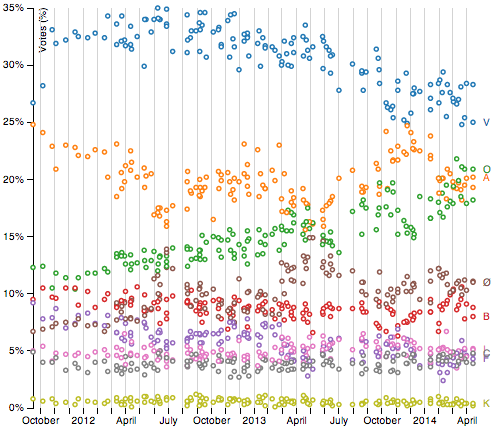 35%
Votes (%)
30%
25%
V
20%
O
A
15%
10%
Ø
B
5%
F
K
0%
October 2012 April July October 2013 April July October 2014 April